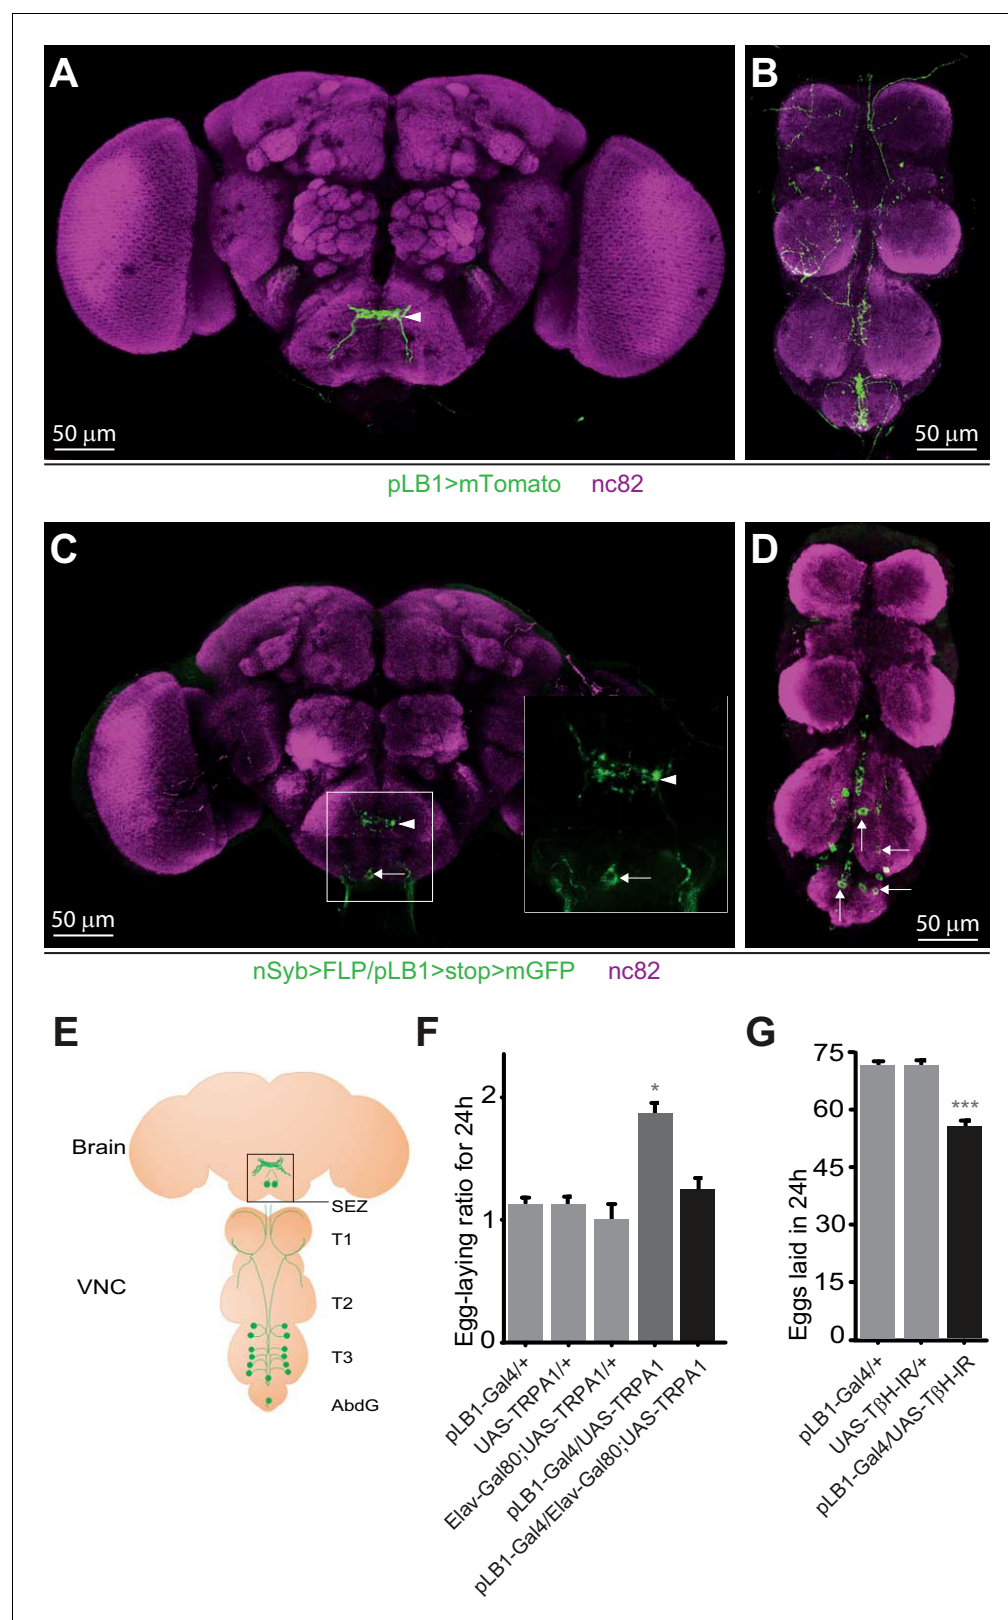 A
B
50 μm
50 μm
pLB1>mTomato nc82
C
D
50 μm
50 μm
nSyb>FLP/pLB1>stop>mGFP nc82
E
Brain
SEZ
T1
VNC
T2
T3
AbdG
F
Egg-laying ratio for 24h
2
1
0
*
pLB1-Gal4/+
UAS-TRPA1/+
Elav-Gal80;UAS-TRPA1/+
pLB1-Gal4/UAS-TRPA1
pLB1-Gal4/Elav-Gal80;UAS-TRPA1
G
Eggs laid in 24h
75
60
45
30
15
0
***
pLB1-Gal4/+
UAS-TβH-IR/+
pLB1-Gal4/UAS-TβH-IR